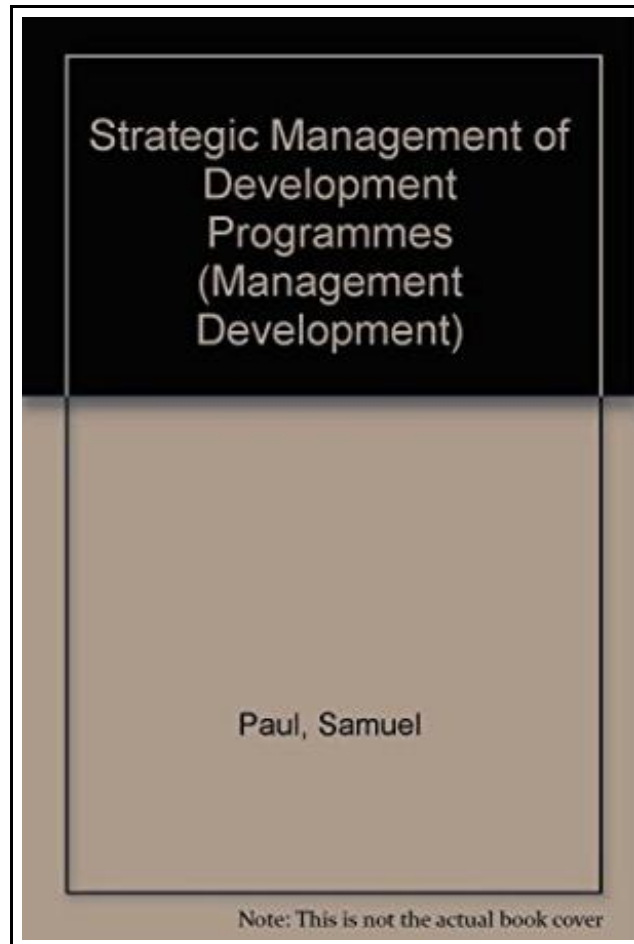 Strategic Management of
Development
Programmes
(Management
Development)
Paul, Samuel
Note: This is not the actual book cover